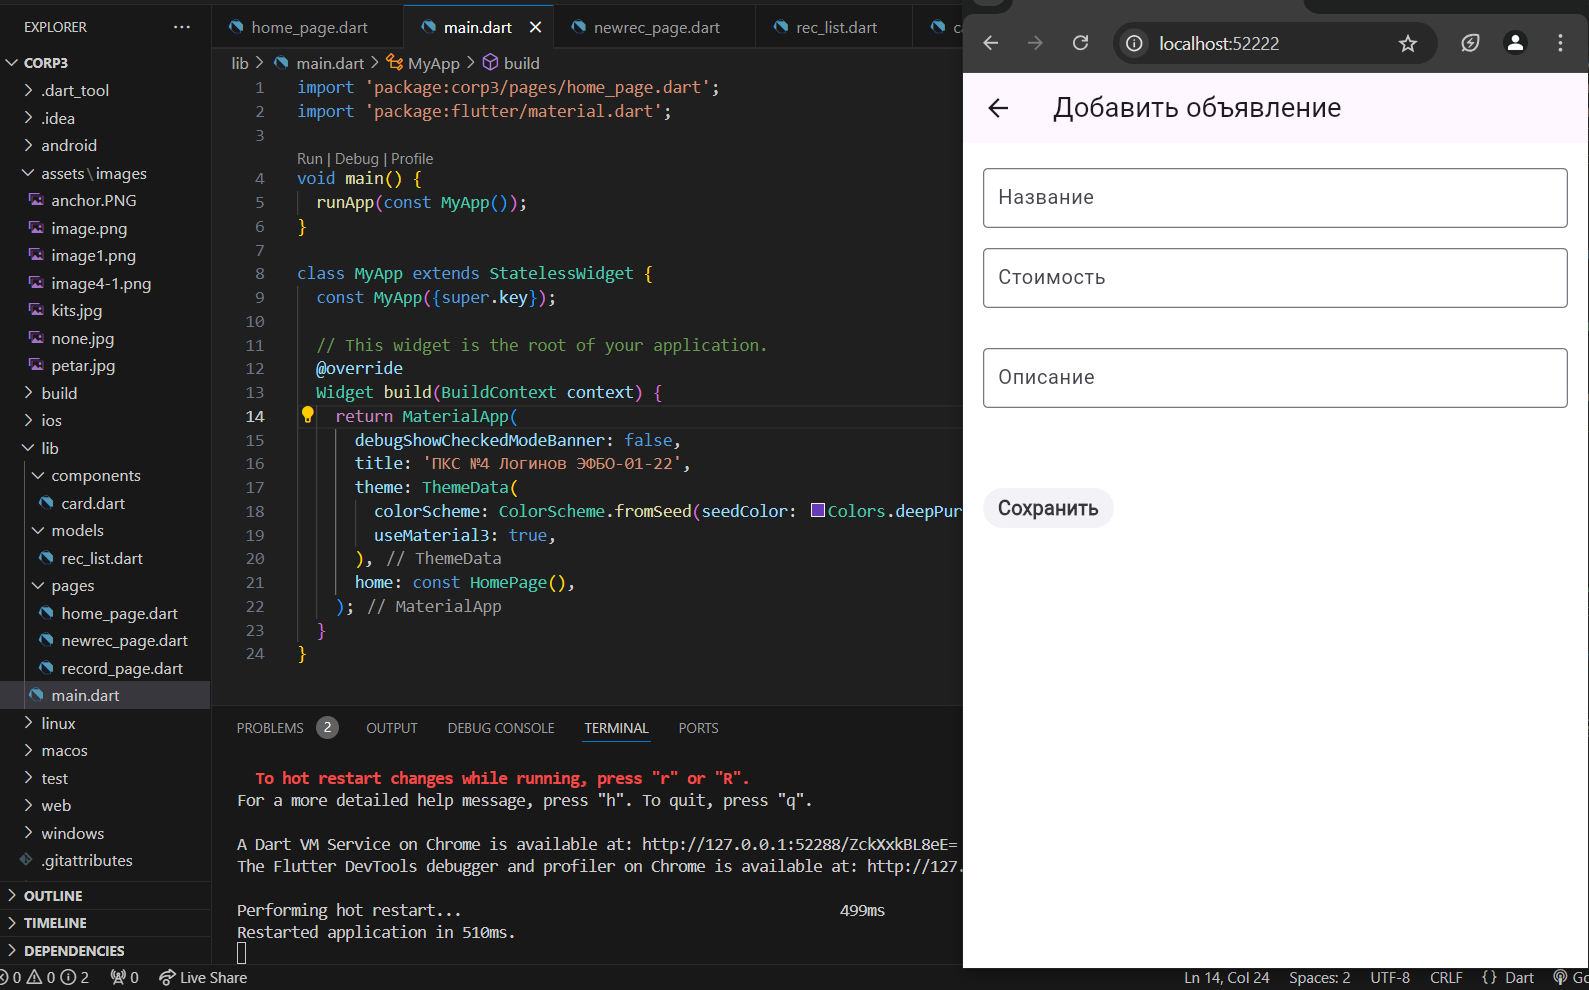 EXPLORER
CORP3
.dart_tool
.idea
android
assets\images
anchor.PNG
image.png
image1.png
image4-1.png
kits.jpg
none.jpg
petar.jpg
build
ios
lib
components
card.dart
models
rec_list.dart
pages
home_page.dart
newrec_page.dart
record_page.dart
main.dart
linux
macos
test
web
windows
.gitattributes
OUTLINE
TIMELINE
DEPENDENCIES
home_page.dart
main.dart
newrec_page.dart
rec_list.dart
lib > main.dart > MyApp > build
1 import 'package:corp3/pages/home_page.dart';
2 import 'package:flutter/material.dart';
3
Run | Debug | Profile
4 void main() {
5 runApp(const MyApp());
6 }
7
8 class MyApp extends StatelessWidget {
9 const MyApp({super.key});
10
11 // This widget is the root of your application.
12 @override
13 Widget build(BuildContext context) {
14 return MaterialApp(
15 debugShowCheckedModeBanner: false,
16 title: 'ПКС №4 Логинов ЭФБО-01-22',
17 theme: ThemeData(
18 colorScheme: ColorScheme.fromSeed(seedColor: Colors.deepPur
19 useMaterial3: true,
20 ), // ThemeData
21 home: const HomePage(),
22 ); // MaterialApp
23 }
24 }
PROBLEMS 2 OUTPUT DEBUG CONSOLE TERMINAL PORTS
To hot restart changes while running, press "r" or "R".
For a more detailed help message, press "h". To quit, press "q".
A Dart VM Service on Chrome is available at: http://127.0.0.1:52288/ZckXxkBL8eE=
The Flutter DevTools debugger and profiler on Chrome is available at: http://127.
Performing hot restart... 499ms
Restarted application in 510ms.
localhost:52222
Добавить объявление
Название
Стоимость
Описание
Сохранить
0 0 2 0 Live Share Ln 14, Col 24 Spaces: 2 UTF-8 CRLF {} Dart Go